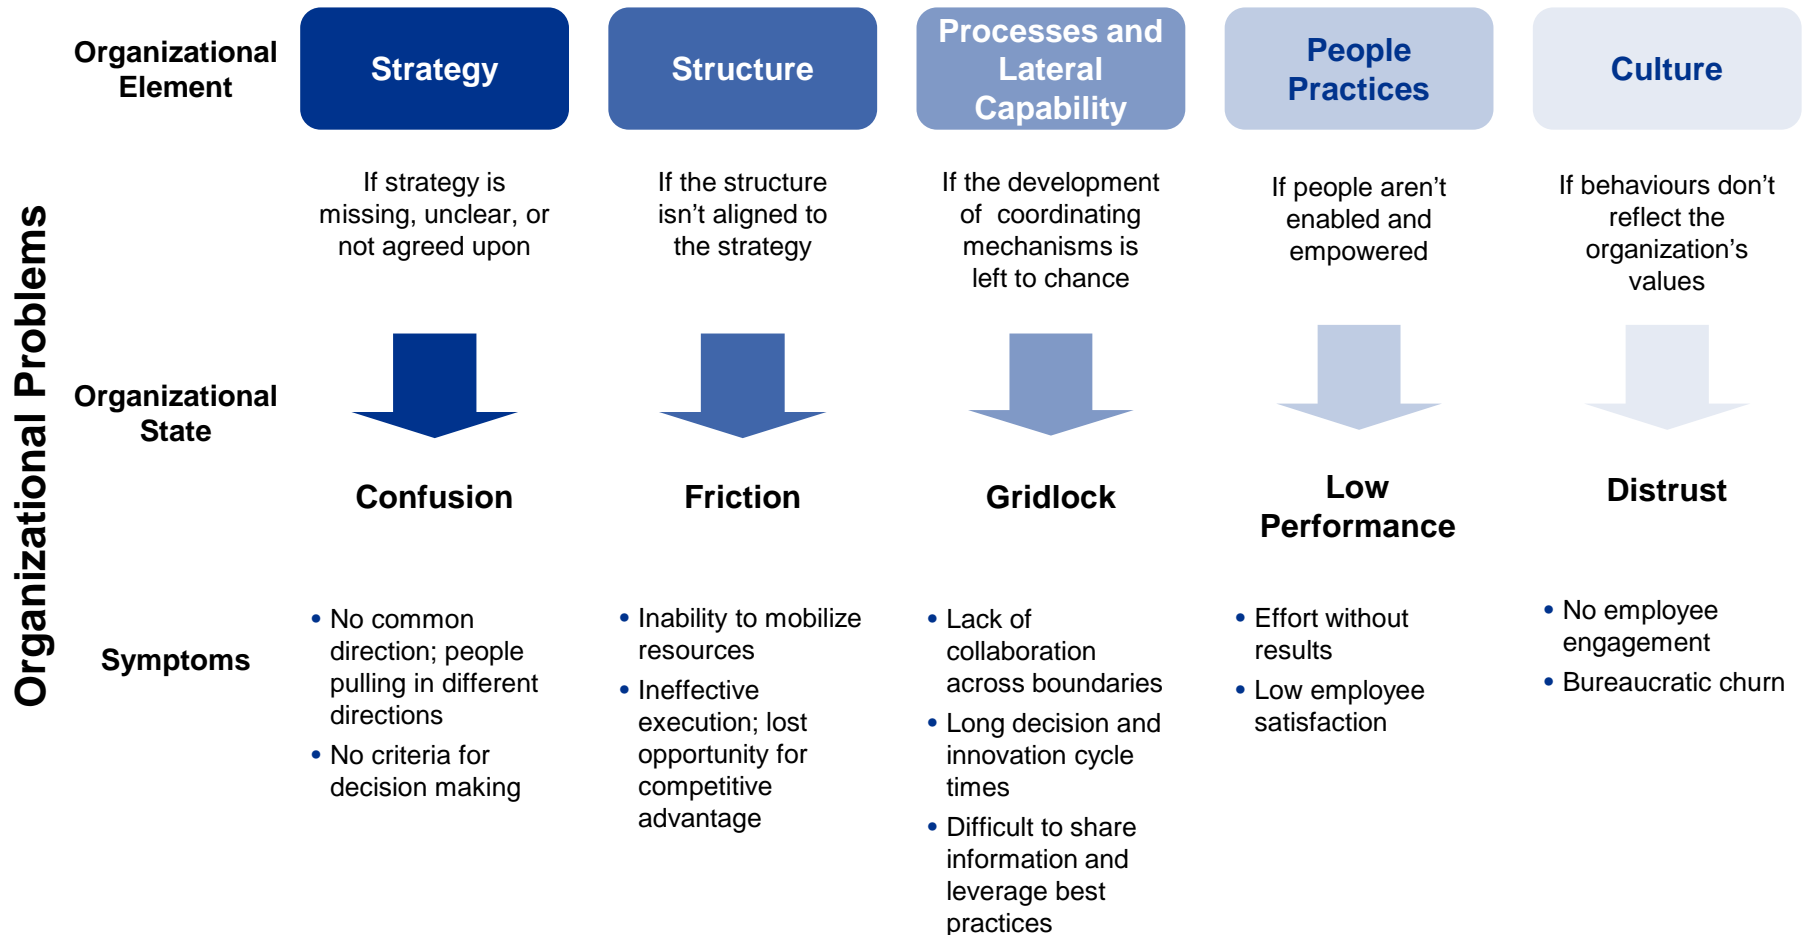 Organizational Problems
Organizational
Element
Strategy
Structure
Processes and
Lateral
Capability
People
Practices
Culture
If strategy is
missing, unclear, or
not agreed upon
If the structure
isn’t aligned to
the strategy
If the development
of coordinating
mechanisms is
left to chance
If people aren’t
enabled and
empowered
If behaviours don’t
reflect the
organization’s
values
Organizational
State
Confusion
Friction
Gridlock
Low
Performance
Distrust
Symptoms
• No common
direction; people
pulling in different
directions
• No criteria for
decision making
• Inability to mobilize
resources
• Ineffective
execution; lost
opportunity for
competitive
advantage
• Lack of
collaboration
across boundaries
• Long decision and
innovation cycle
times
• Difficult to share
information and
leverage best
practices
• Effort without
results
• Low employee
satisfaction
• No employee
engagement
• Bureaucratic churn